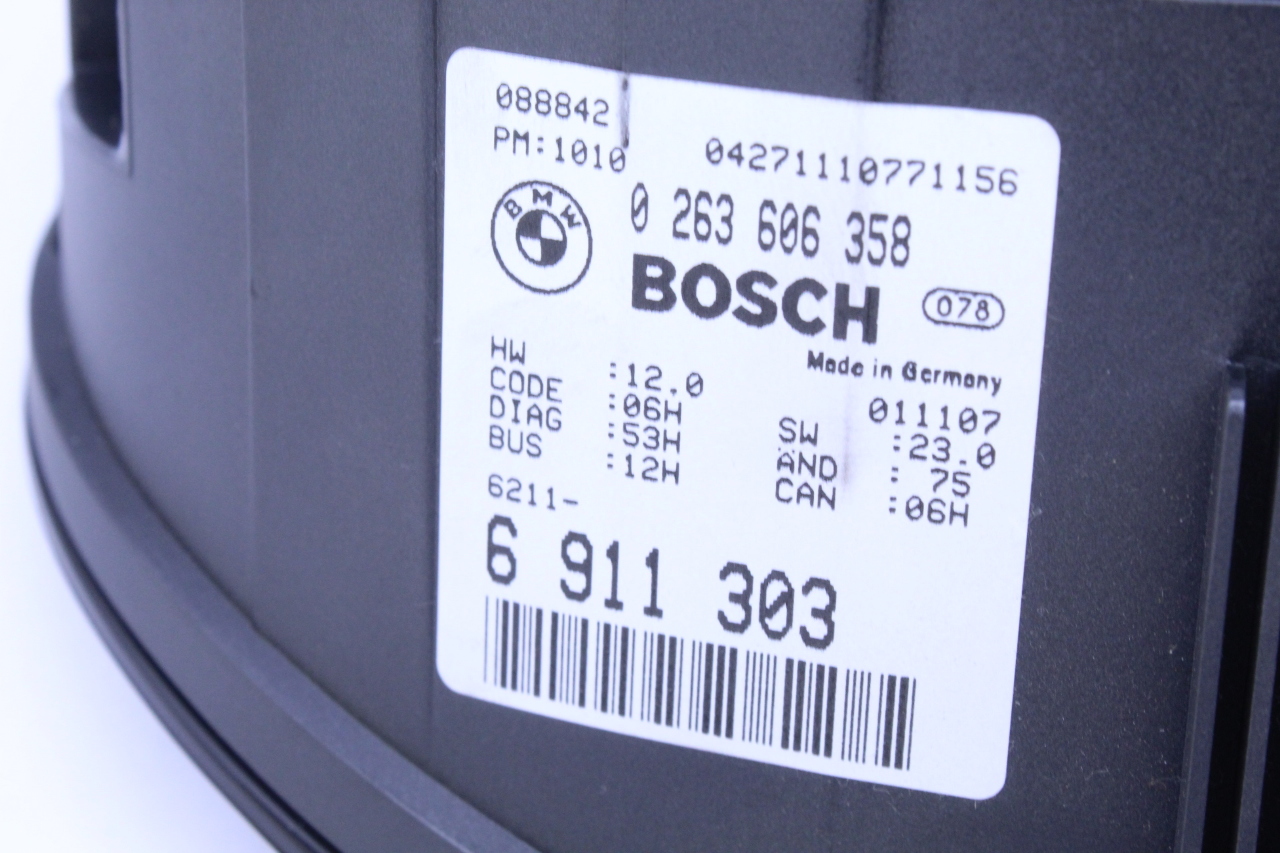 088842
PM:1010
04271110771156
BMW
0 263 606 358
BOSCH
078
Made in Germany
011107
HW :12.0
CODE :06H
DIAG :53H
BUS :12H
SW :23.0
AND : 75
CAN :06H
6211-
6 911 303